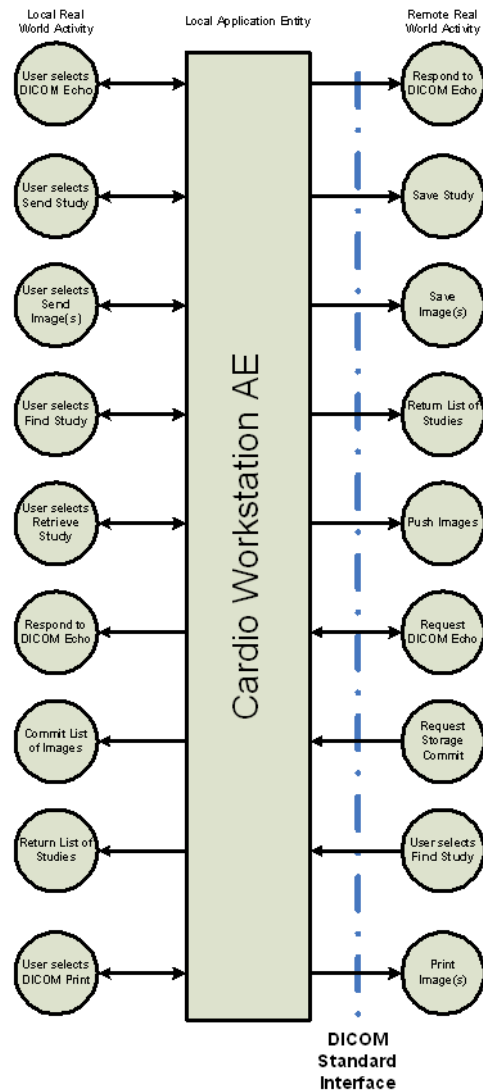 Local Real
World Activity
Local Application Entity
Remote Real
World Activity
User selects
DICOM Echo
Respond to
DICOM Echo
User selects
Send Study
Save Study
User selects
Send
Image(s)
Save
Image(s)
User selects
Find Study
Return List of
Studies
User selects
Retrieve
Study
Push Images
Cardio Workstation AE
Respond to
DICOM Echo
Request
DICOM Echo
Commit List
of Images
Request
Storage
Commit
Return List of
Studies
User selects
Find Study
User selects
DICOM Print
Print
Image(s)
DICOM
Standard
Interface